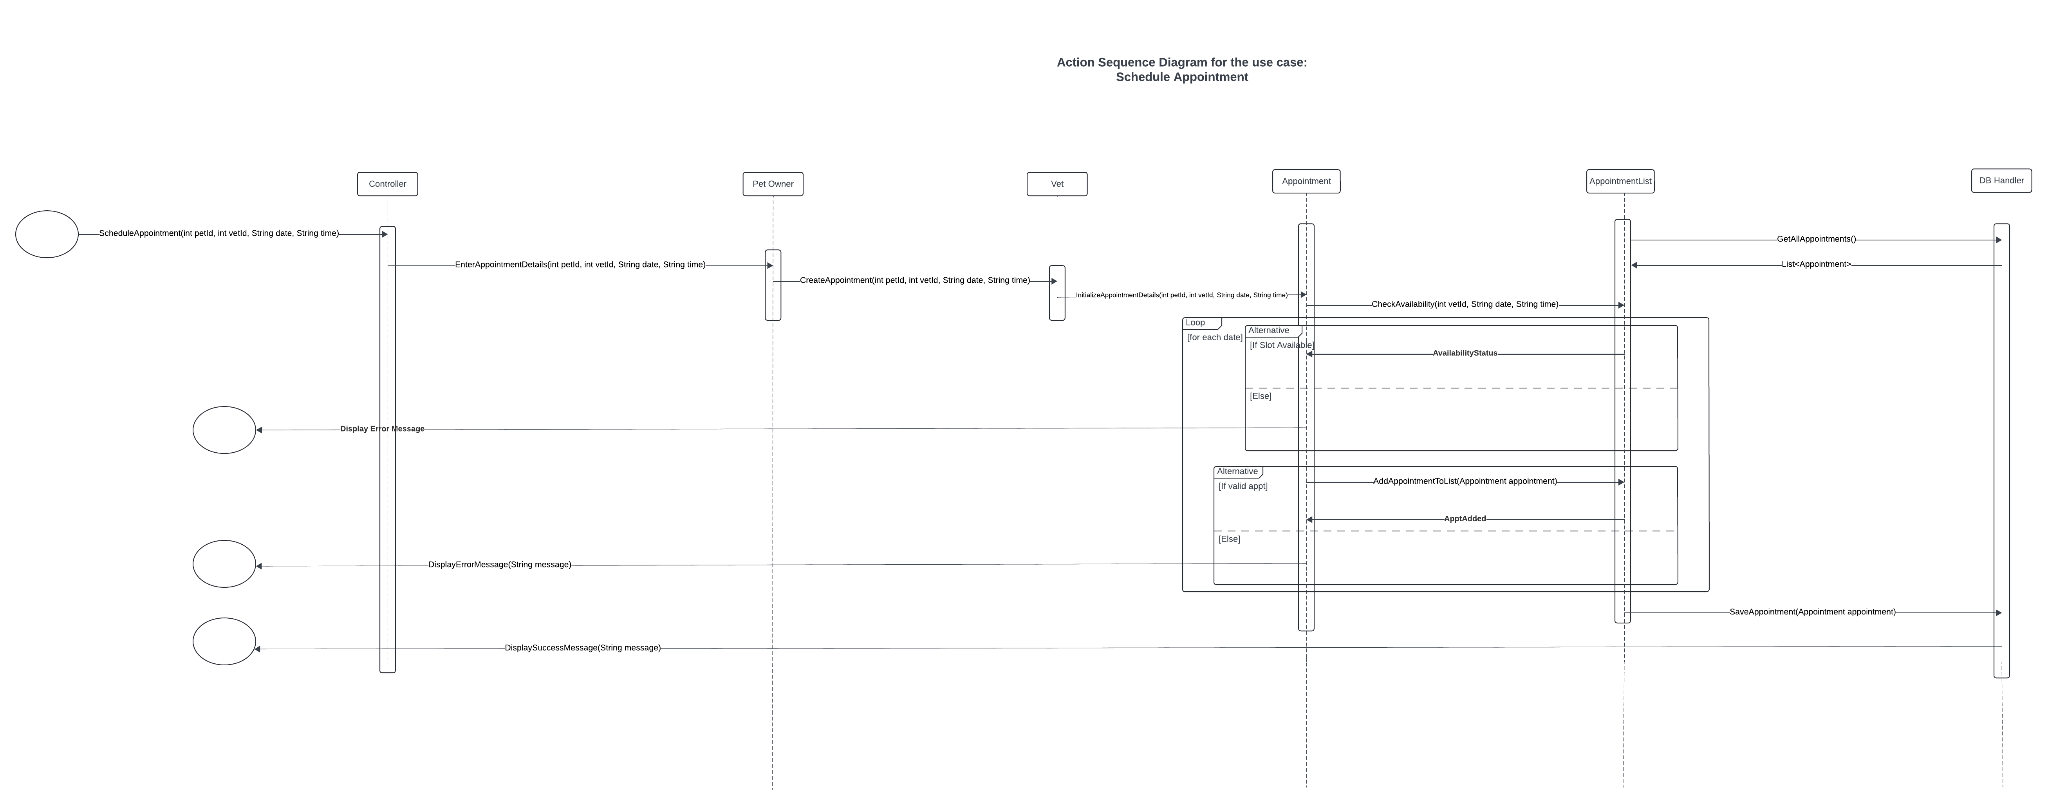 Action Sequence Diagram for the use case:
Schedule Appointment
Controller
Pet Owner
Vet
Appointment
AppointmentList
DB Handler
ScheduleAppointment(int petId, int vetId, String date, String time)
GetAllAppointments()
EnterAppointmentDetails(int petId, int vetId, String date, String time)
List<Appointment>
CreateAppointment(int petId, int vetId, String date, String time)
InitializeAppointmentDetails(int petId, int vetId, String date, String time)
CheckAvailability(int vetId, String date, String time)
Loop
[for each date]
Alternative
[If Slot Available]
AvailabilityStatus
[Else]
Display Error Message
Alternative
[If valid appt]
AddAppointmentToList(Appointment appointment)
ApptAdded
[Else]
DisplayErrorMessage(String message)
SaveAppointment(Appointment appointment)
DisplaySuccessMessage(String message)